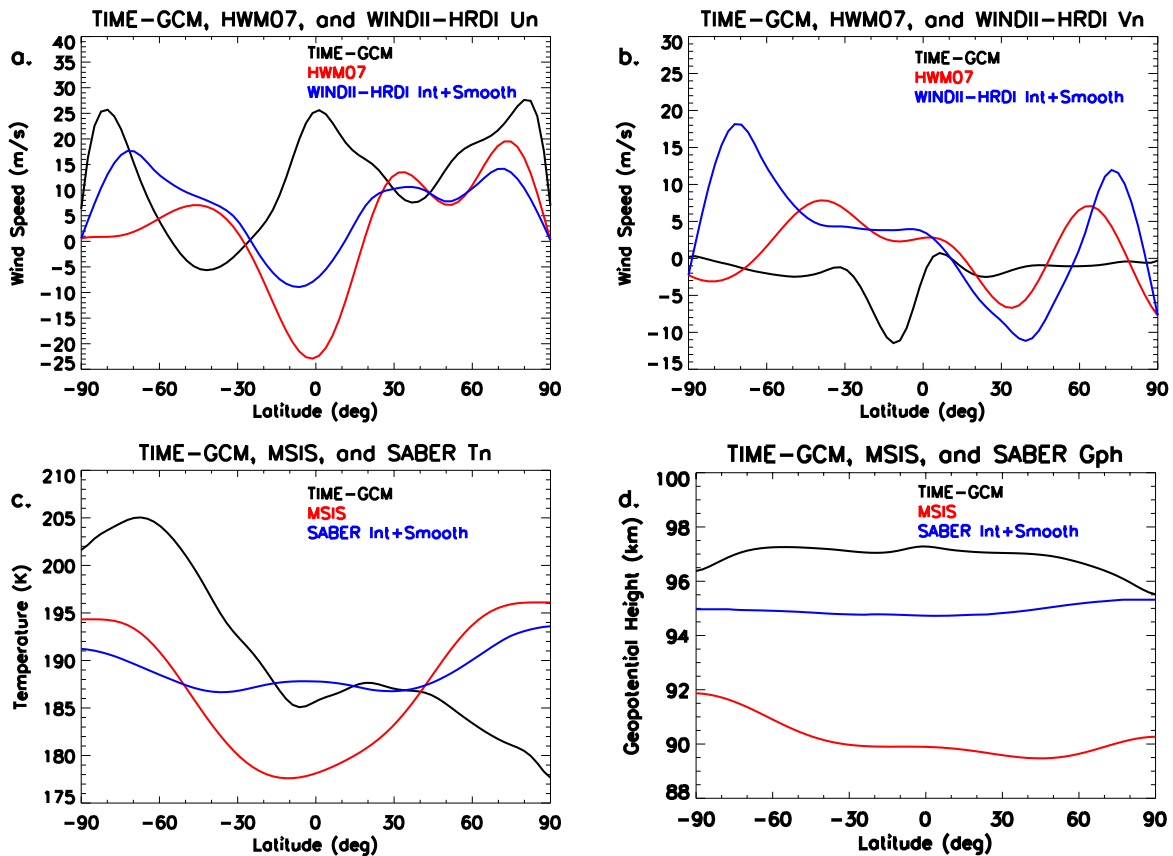 TIME-GCM, HWM07, and WINDII-HRDI Un
a.
TIME-GCM
HWM07
WINDII-HRDI Int+Smooth
40
35
30
25
20
15
10
5
0
-5
-10
-15
-20
-25
Wind Speed (m/s)
-90 -60 -30 0 30 60 90
Latitude (deg)
TIME-GCM, HWM07, and WINDII-HRDI Vn
b.
TIME-GCM
HWM07
WINDII-HRDI Int+Smooth
30
25
20
15
10
5
0
-5
-10
-15
Wind Speed (m/s)
-90 -60 -30 0 30 60 90
Latitude (deg)
TIME-GCM, MSIS, and SABER Tn
c.
TIME-GCM
MSIS
SABER Int+Smooth
210
205
200
195
190
185
180
175
Temperature (K)
-90 -60 -30 0 30 60 90
Latitude (deg)
TIME-GCM, MSIS, and SABER Gph
d.
TIME-GCM
MSIS
SABER Int+Smooth
100
98
96
94
92
90
88
Geopotential Height (km)
-90 -60 -30 0 30 60 90
Latitude (deg)